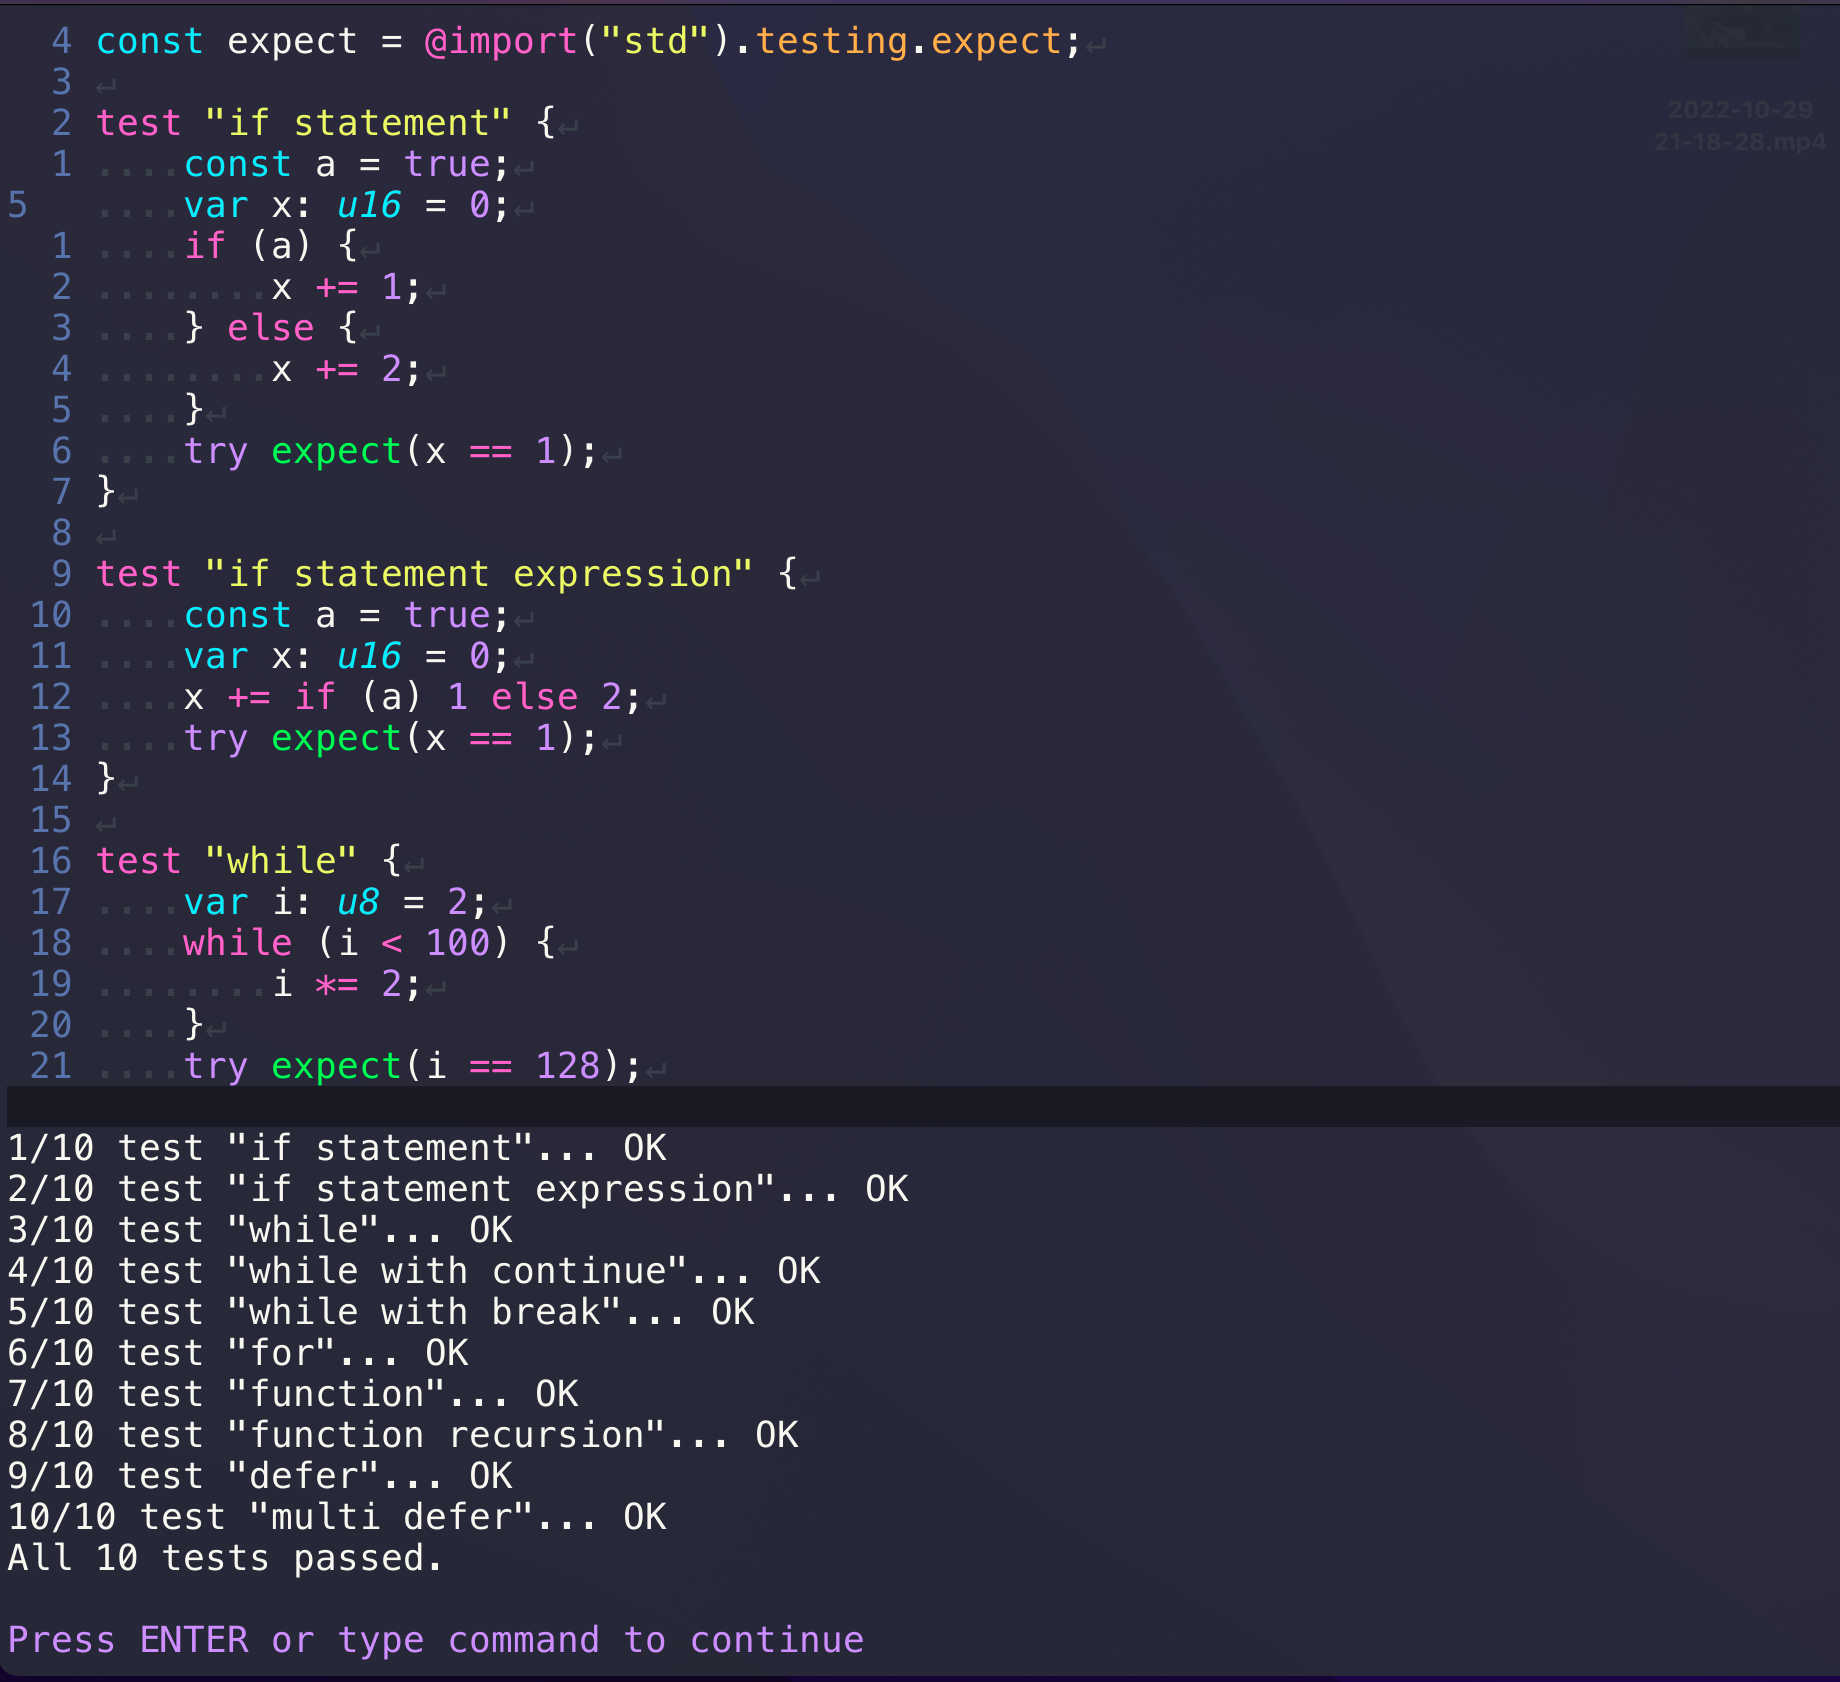 4 const expect = @import("std").testing.expect;↵
3 ↵
2 test "if statement" {↵
1 ....const a = true;↵
5 ....var x: u16 = 0;↵
1 ....if (a) {↵
2 ........x += 1;↵
3 ....} else {↵
4 ........x += 2;↵
5 ....}↵
6 ....try expect(x == 1);↵
7 }↵
8 ↵
9 test "if statement expression" {↵
10 ....const a = true;↵
11 ....var x: u16 = 0;↵
12 ....x += if (a) 1 else 2;↵
13 ....try expect(x == 1);↵
14 }↵
15 ↵
16 test "while" {↵
17 ....var i: u8 = 2;↵
18 ....while (i < 100) {↵
19 ........i *= 2;↵
20 ....}↵
21 ....try expect(i == 128);↵
1/10 test "if statement"... OK
2/10 test "if statement expression"... OK
3/10 test "while"... OK
4/10 test "while with continue"... OK
5/10 test "while with break"... OK
6/10 test "for"... OK
7/10 test "function"... OK
8/10 test "function recursion"... OK
9/10 test "defer"... OK
10/10 test "multi defer"... OK
All 10 tests passed.
Press ENTER or type command to continue
2022-10-29
21-18-28.mp4